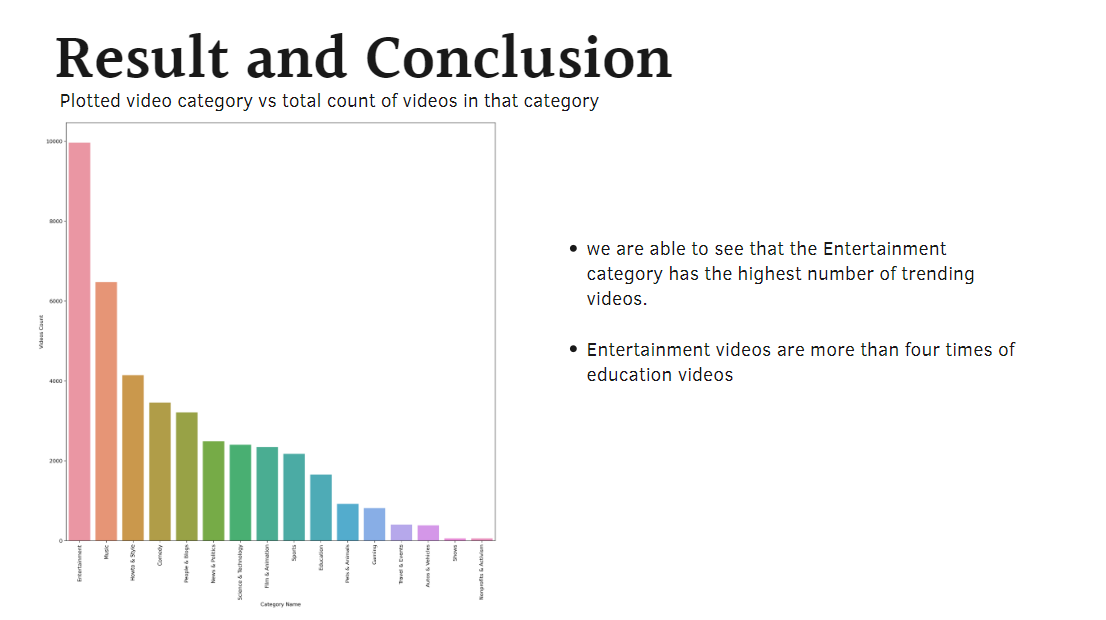 Result and Conclusion
Plotted video category vs total count of videos in that category
10000
8000
6000
4000
2000
0
Videos Count
Entertainment
Music
Howto & Style
Comedy
People & Blogs
News & Politics
Science & Technology
Film & Animation
Sports
Education
Pets & Animals
Gaming
Travel & Events
Autos & Vehicles
Shows
Nonprofits & Activism
Category Name
• we are able to see that the Entertainment
category has the highest number of trending
videos.
• Entertainment videos are more than four times of
education videos